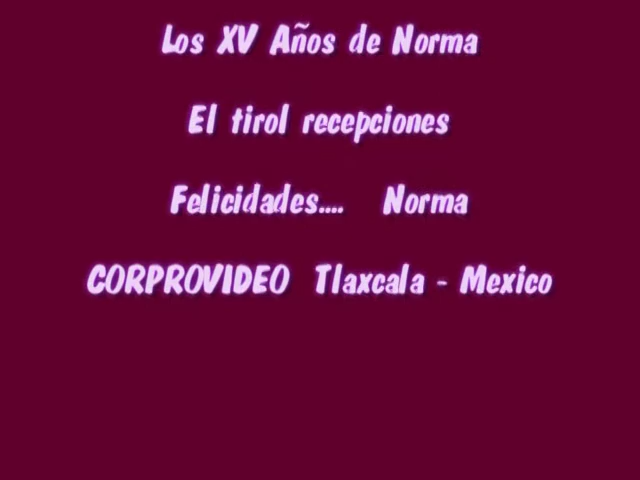 Los XV Años de Norma
El tirol recepciones
Felicidades.... Norma
CORPROVIDEO Tlaxcala - Mexico